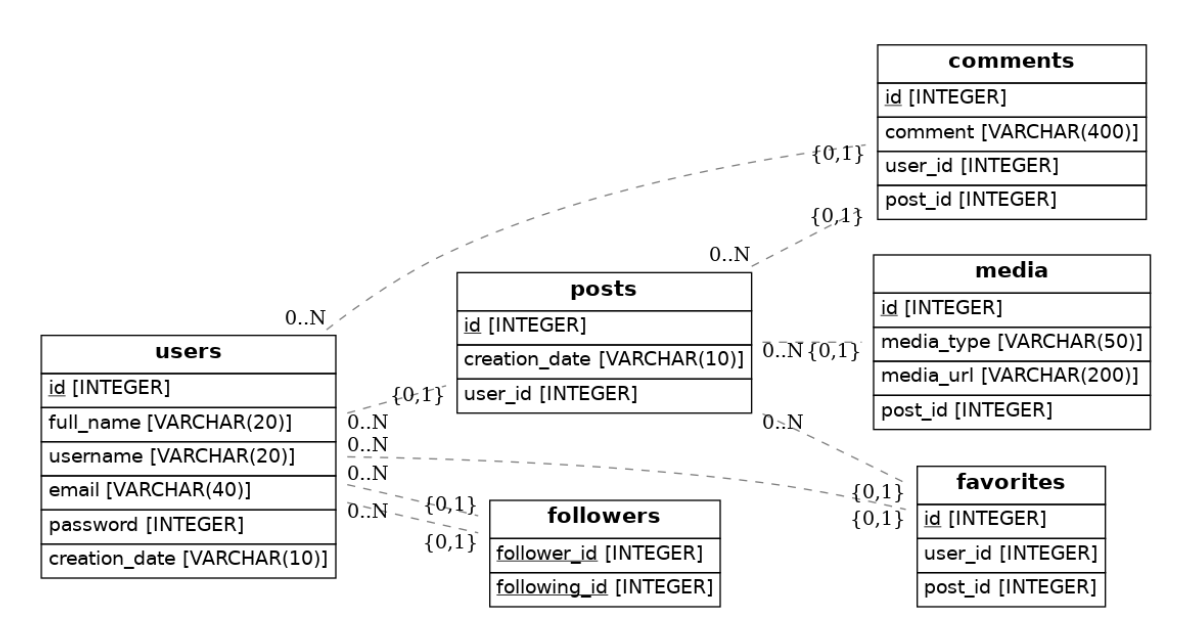 comments
id [INTEGER]
comment [VARCHAR(400)]
{0,1}
user_id [INTEGER]
post_id [INTEGER]
{0,1}
0..N
media
id [INTEGER]
media_type [VARCHAR(50)]
media_url [VARCHAR(200)]
post_id [INTEGER]
posts
id [INTEGER]
creation_date [VARCHAR(10)]
user_id [INTEGER]
0..N
{0,1}
0..N
users
id [INTEGER]
full_name [VARCHAR(20)]
username [VARCHAR(20)]
email [VARCHAR(40)]
password [INTEGER]
creation_date [VARCHAR(10)]
0..N
{0,1}
0..N
0..N
0..N
0..N
{0,1}
{0,1}
followers
follower_id [INTEGER]
following_id [INTEGER]
0..N
{0,1}
{0,1}
favorites
id [INTEGER]
user_id [INTEGER]
post_id [INTEGER]